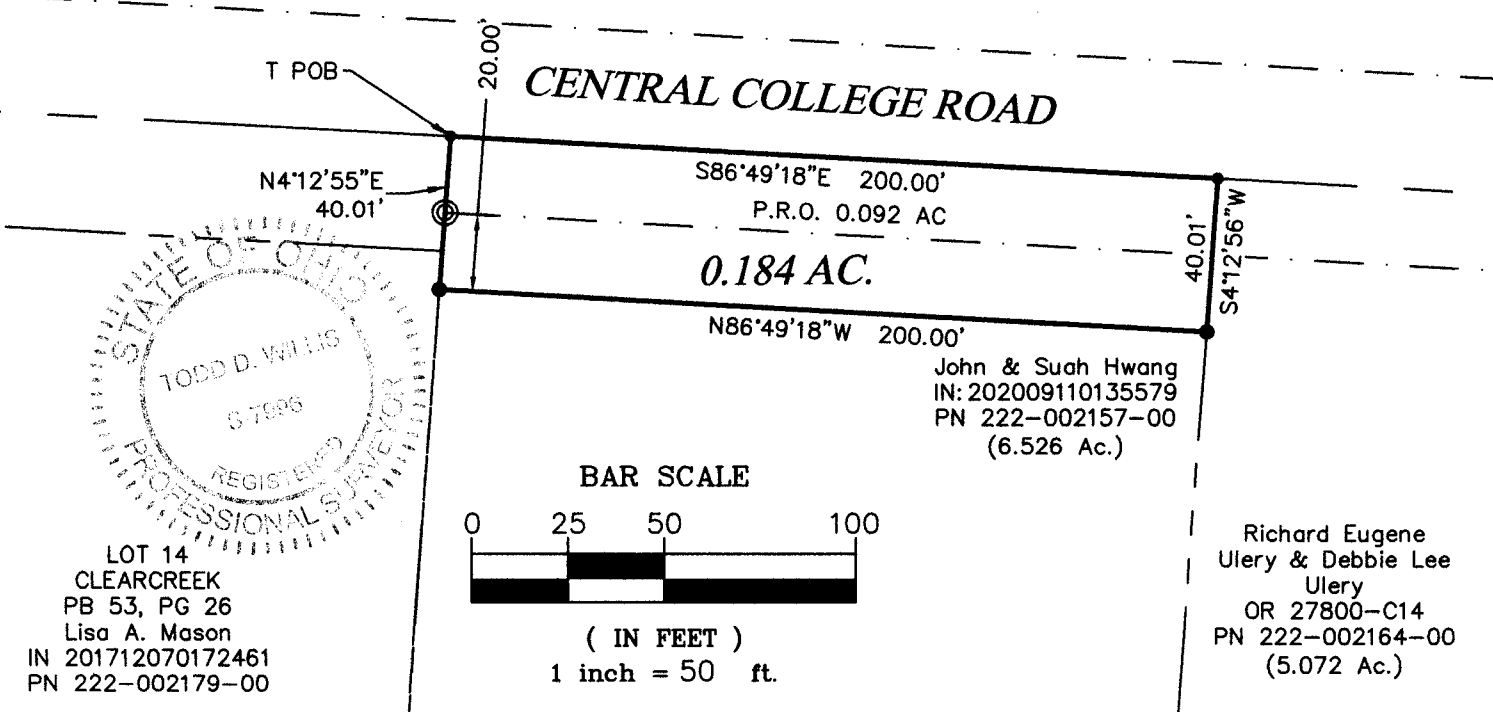 T POB
20.00'
CENTRAL COLLEGE ROAD
N4°12'55"E
40.01'
S86°49'18"E 200.00'
P.R.O. 0.092 AC
0.184 AC.
40.01'
S4°12'56"W
N86°49'18"W 200.00'
STATE OF OHIO
TODD D. WILLIS
REGISTERED
PROFESSIONAL SURVEYOR
John & Suah Hwang
IN: 202009110135579
PN 222-002157-00
(6.526 Ac.)
BAR SCALE
0 25 50 100
( IN FEET )
1 inch = 50 ft.
LOT 14
CLEARCREEK
PB 53, PG 26
Lisa A. Mason
IN 201712070172461
PN 222-002179-00
Richard Eugene
Ulery & Debbie Lee
Ulery
OR 27800-C14
PN 222-002164-00
(5.072 Ac.)